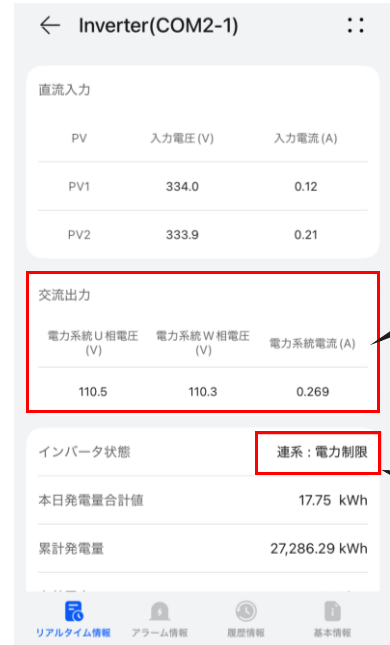 Inverter(COM2-1)
直流入力
PV 入力電圧(V) 入力電流(A)
PV1 334.0 0.12
PV2 333.9 0.21
交流出力
電力系統U相電圧(V) 電力系統W相電圧(V) 電力系統電流(A)
110.5 110.3 0.269
インバータ状態 連系:電力制限
本日発電量合計値 17.75 kWh
累計発電量 27,286.29 kWh
リアルタイム情報 アラーム情報 履歴情報 基本情報